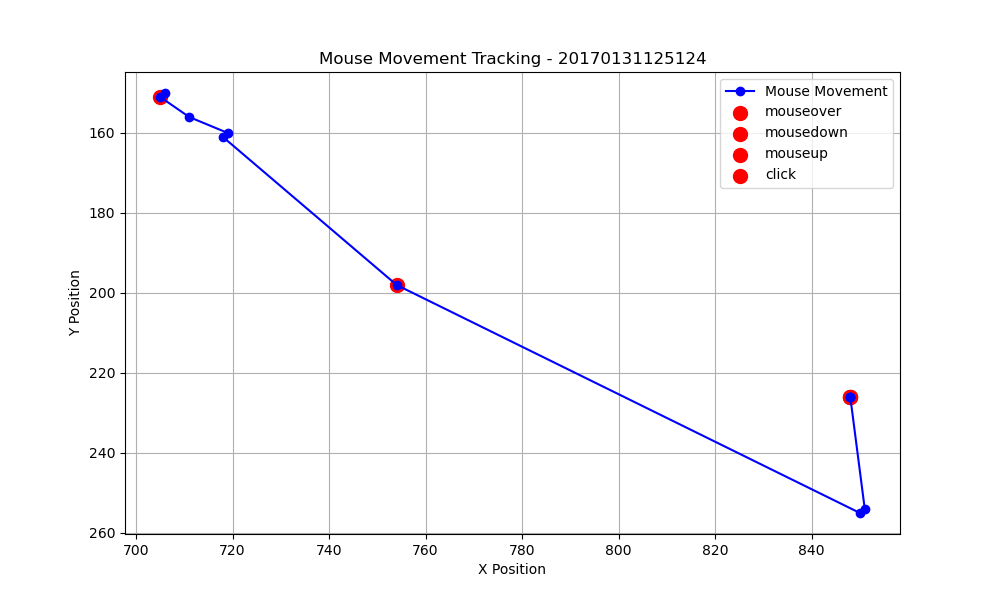 Mouse Movement Tracking - 20170131125124
Mouse Movement
mouseover
mousedown
mouseup
click
160
180
200
220
240
260
Y Position
700
720
740
760
780
800
820
840
X Position